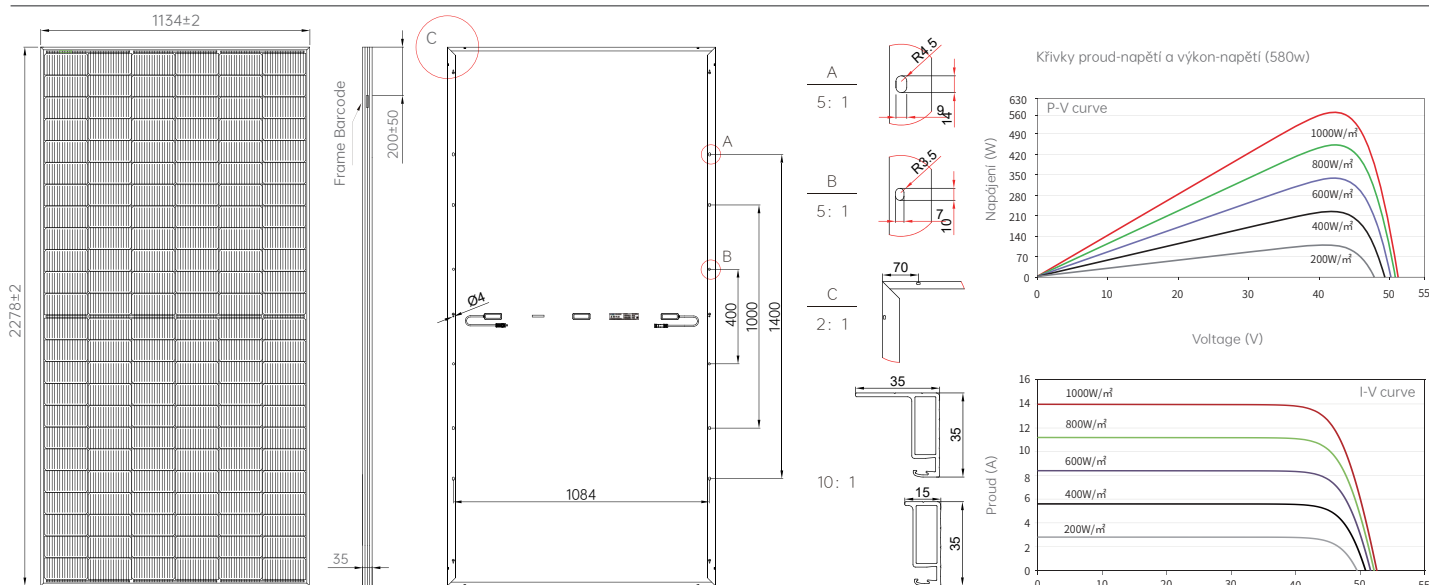 1134±2
2278±2
Frame Barcode
200±50
35
C
A
B
Ø4
400
1000
1400
1084
A
5: 1
R4.5
9
14
B
5: 1
R3.5
7
10
C
2: 1
70
10: 1
35
35
15
35
Křivky proud-napětí a výkon-napětí (580w)
P-V curve
Napájení (W)
630
560
490
420
350
280
210
140
70
0
1000W/㎡
800W/㎡
600W/㎡
400W/㎡
200W/㎡
0 10 20 30 40 50 55
Voltage (V)
I-V curve
Proud (A)
16
14
12
10
8
6
4
2
0
1000W/㎡
800W/㎡
600W/㎡
400W/㎡
200W/㎡
0 10 20 30 40 50 55